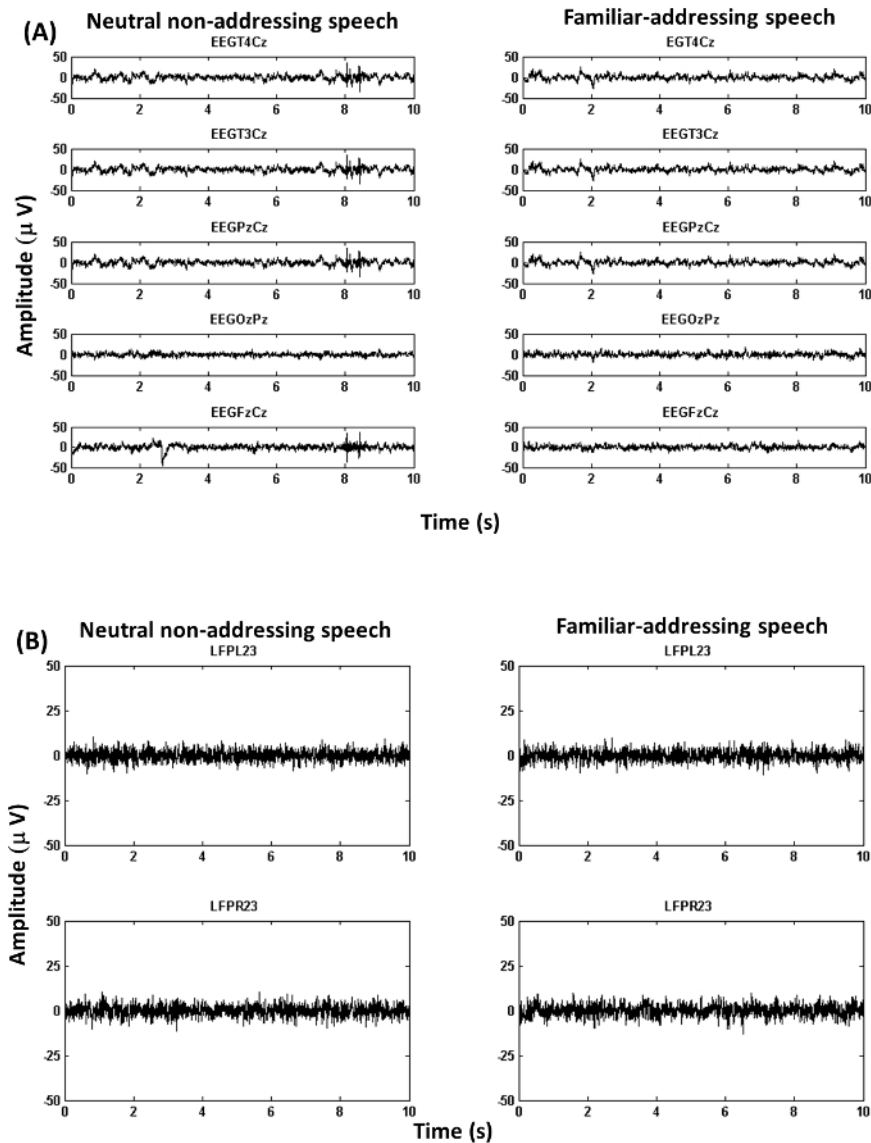 (A)
Neutral non-addressing speech
Familiar-addressing speech
EEGT4Cz
EGT4Cz
50
0
-50
0 2 4 6 8 10
50
0
-50
0 2 4 6 8 10
EEGT3Cz
EEGT3Cz
50
0
-50
0 2 4 6 8 10
50
0
-50
0 2 4 6 8 10
EEGPzCz
EEGPzCz
50
0
-50
0 2 4 6 8 10
50
0
-50
0 2 4 6 8 10
EEGOzPz
EEGOzPz
50
0
-50
0 2 4 6 8 10
50
0
-50
0 2 4 6 8 10
EEGFzCz
EEGFzCz
50
0
-50
0 2 4 6 8 10
50
0
-50
0 2 4 6 8 10
Amplitude (μ V)
Time (s)
(B)
Neutral non-addressing speech
Familiar-addressing speech
LFPL23
LFPL23
50
25
0
-25
-50
0 2 4 6 8 10
50
25
0
-25
-50
0 2 4 6 8 10
LFPR23
LFPR23
50
25
0
-25
-50
0 2 4 6 8 10
50
25
0
-25
-50
0 2 4 6 8 10
Amplitude (μ V)
Time (s)